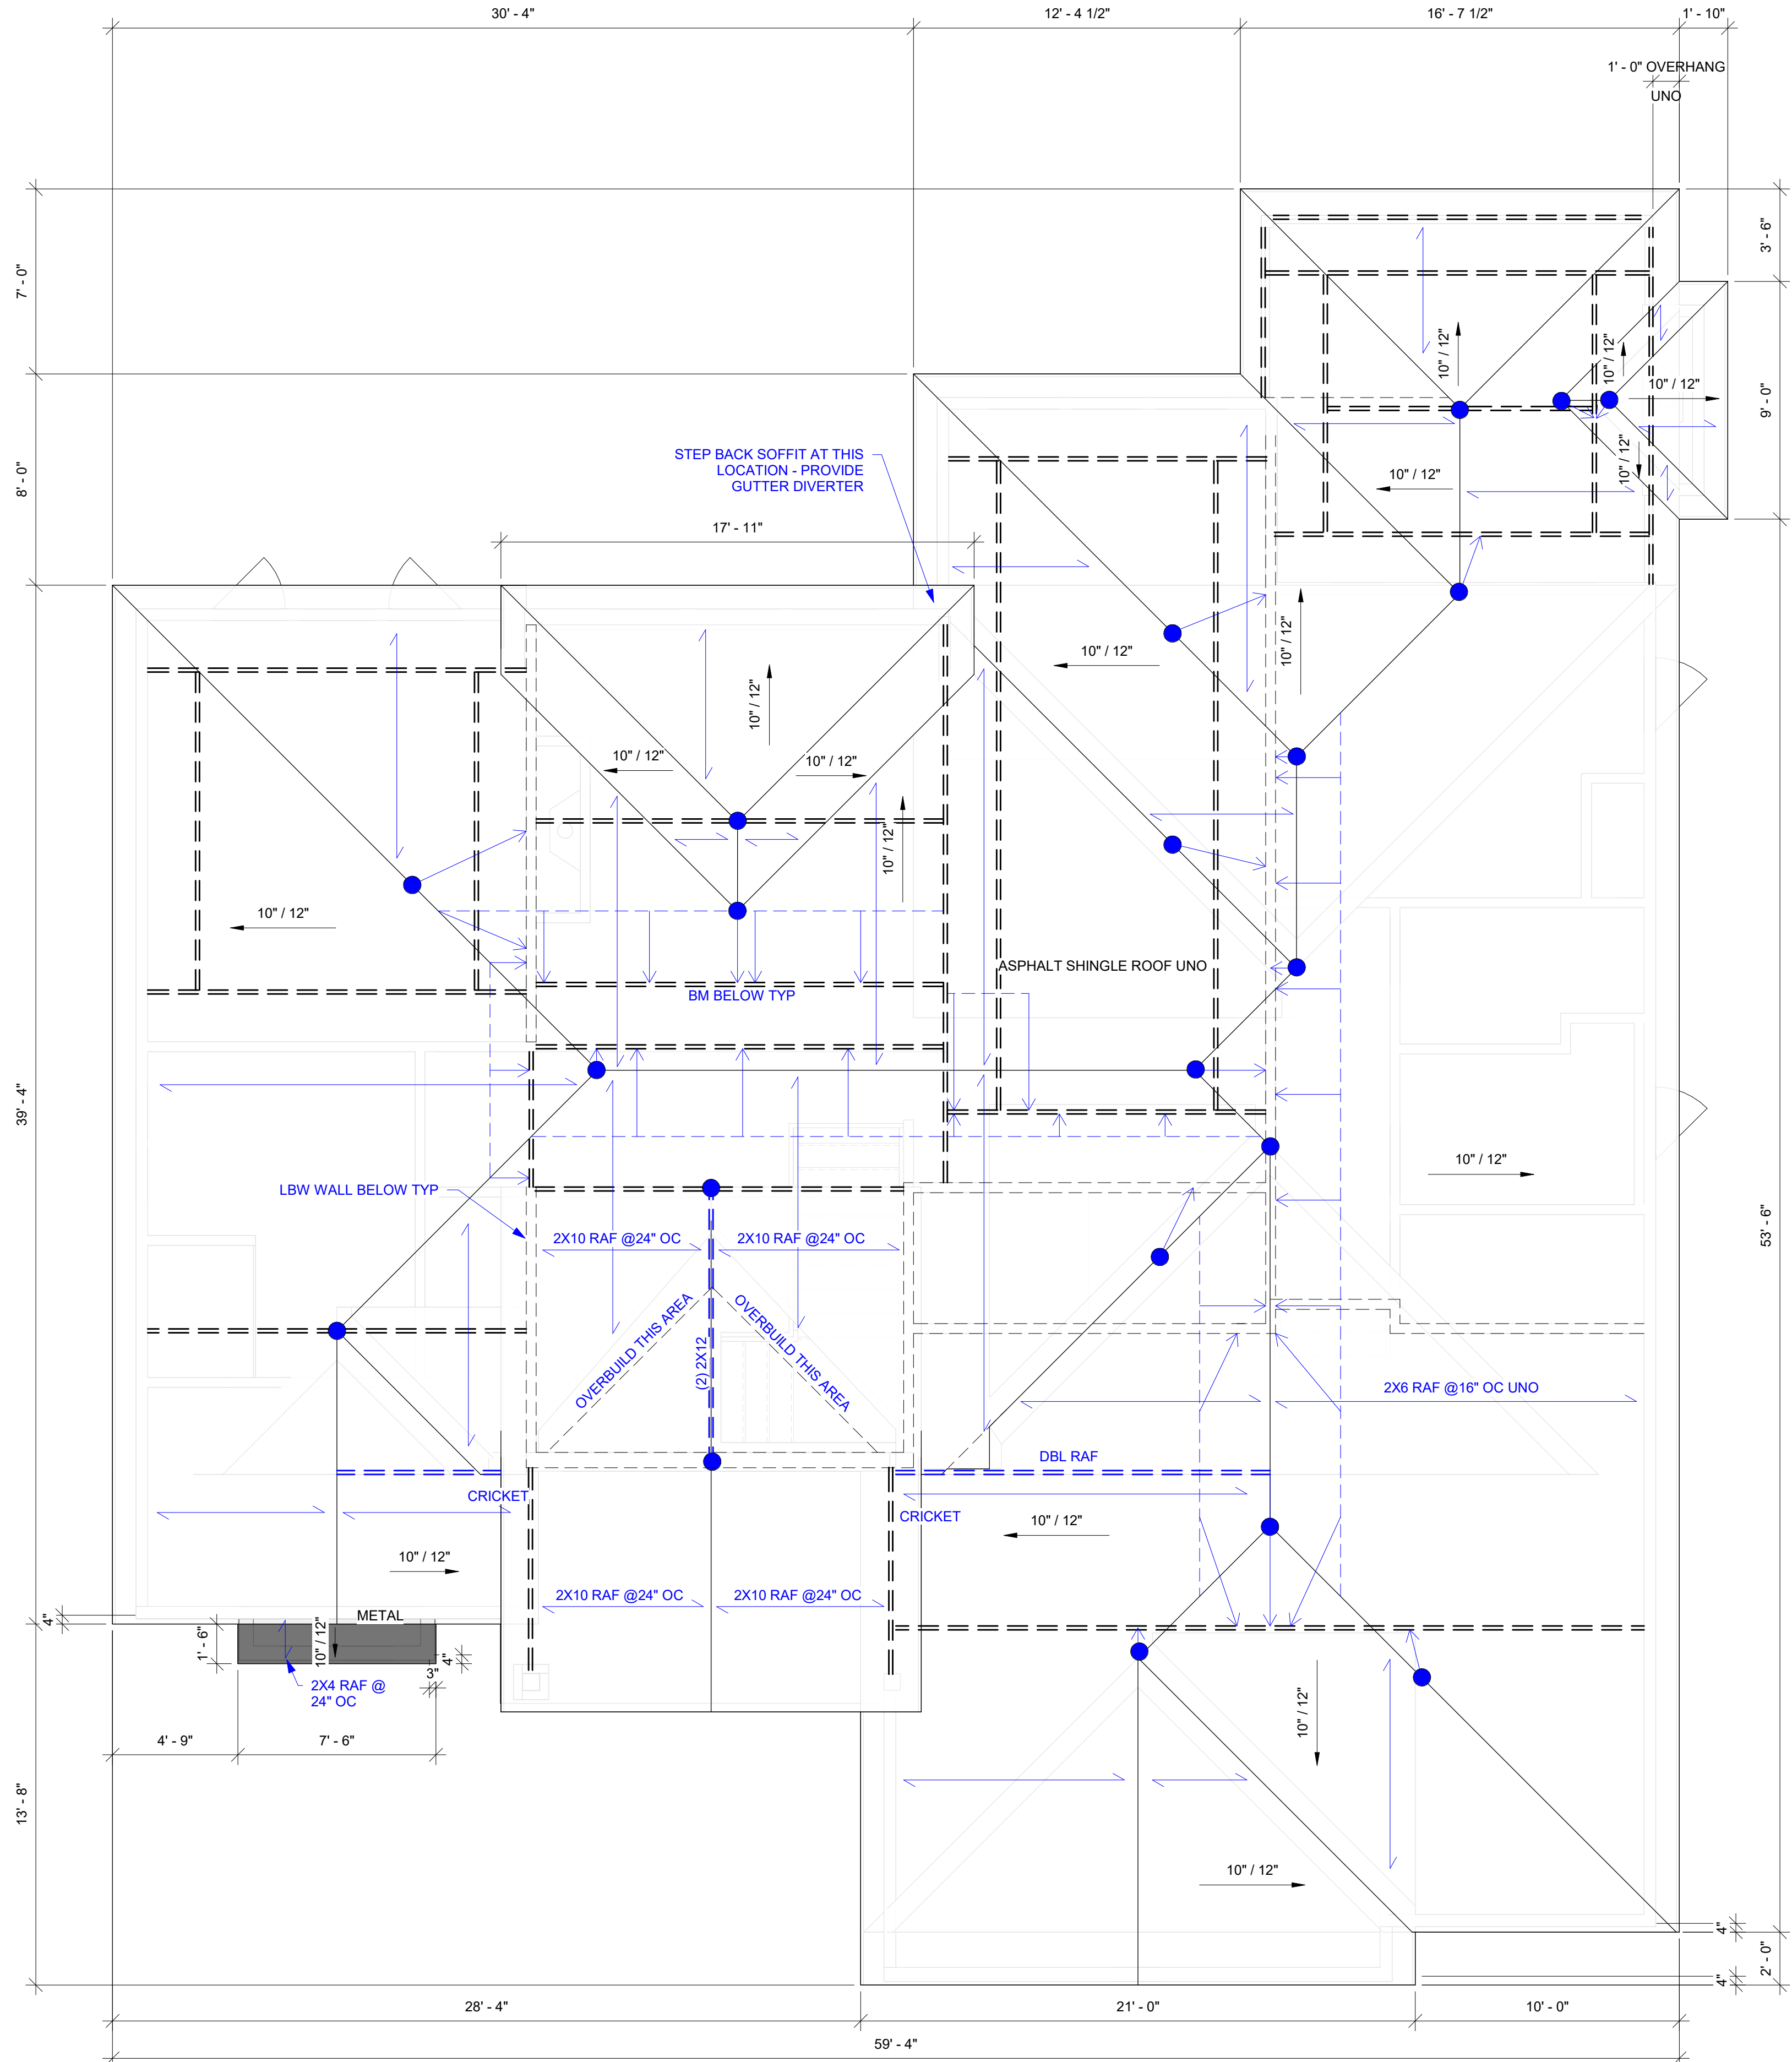 30' - 4"
12' - 4 1/2"
16' - 7 1/2"
1' - 10"
1' - 0" OVERHANG
UNO
7' - 0"
3' - 6"
10" / 12"
10" / 12"
10" / 12"
9' - 0"
STEP BACK SOFFIT AT THIS
LOCATION - PROVIDE
GUTTER DIVERTER
8' - 0"
10" / 12"
10" / 12"
17' - 11"
10" / 12"
10" / 12"
10" / 12"
10" / 12"
10" / 12"
10" / 12"
10" / 12"
ASPHALT SHINGLE ROOF UNO
BM BELOW TYP
39' - 4"
10" / 12"
LBW WALL BELOW TYP
53' - 6"
2X10 RAF @24" OC
2X10 RAF @24" OC
OVERBUILD THIS AREA
OVERBUILD THIS AREA
(2) 2X12
2X6 RAF @16" OC UNO
DBL RAF
CRICKET
CRICKET
10" / 12"
10" / 12"
2X10 RAF @24" OC
2X10 RAF @24" OC
4"
METAL
1' - 6"
10" / 12"
4"
3"
2X4 RAF @
24" OC
10" / 12"
4' - 9"
7' - 6"
13' - 8"
10" / 12"
4"
2' - 0"
4"
28' - 4"
21' - 0"
10' - 0"
59' - 4"